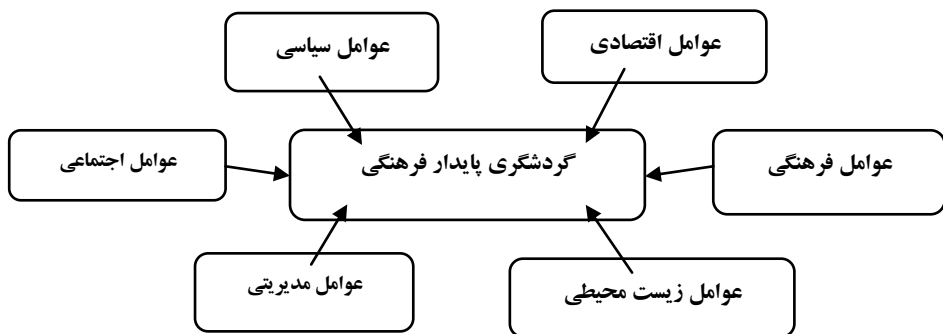 عوامل اقتصادی
عوامل سیاسی
عوامل فرهنگی
گردشگری پایدار فرهنگی
عوامل اجتماعی
عوامل زیست محیطی
عوامل مدیریتی